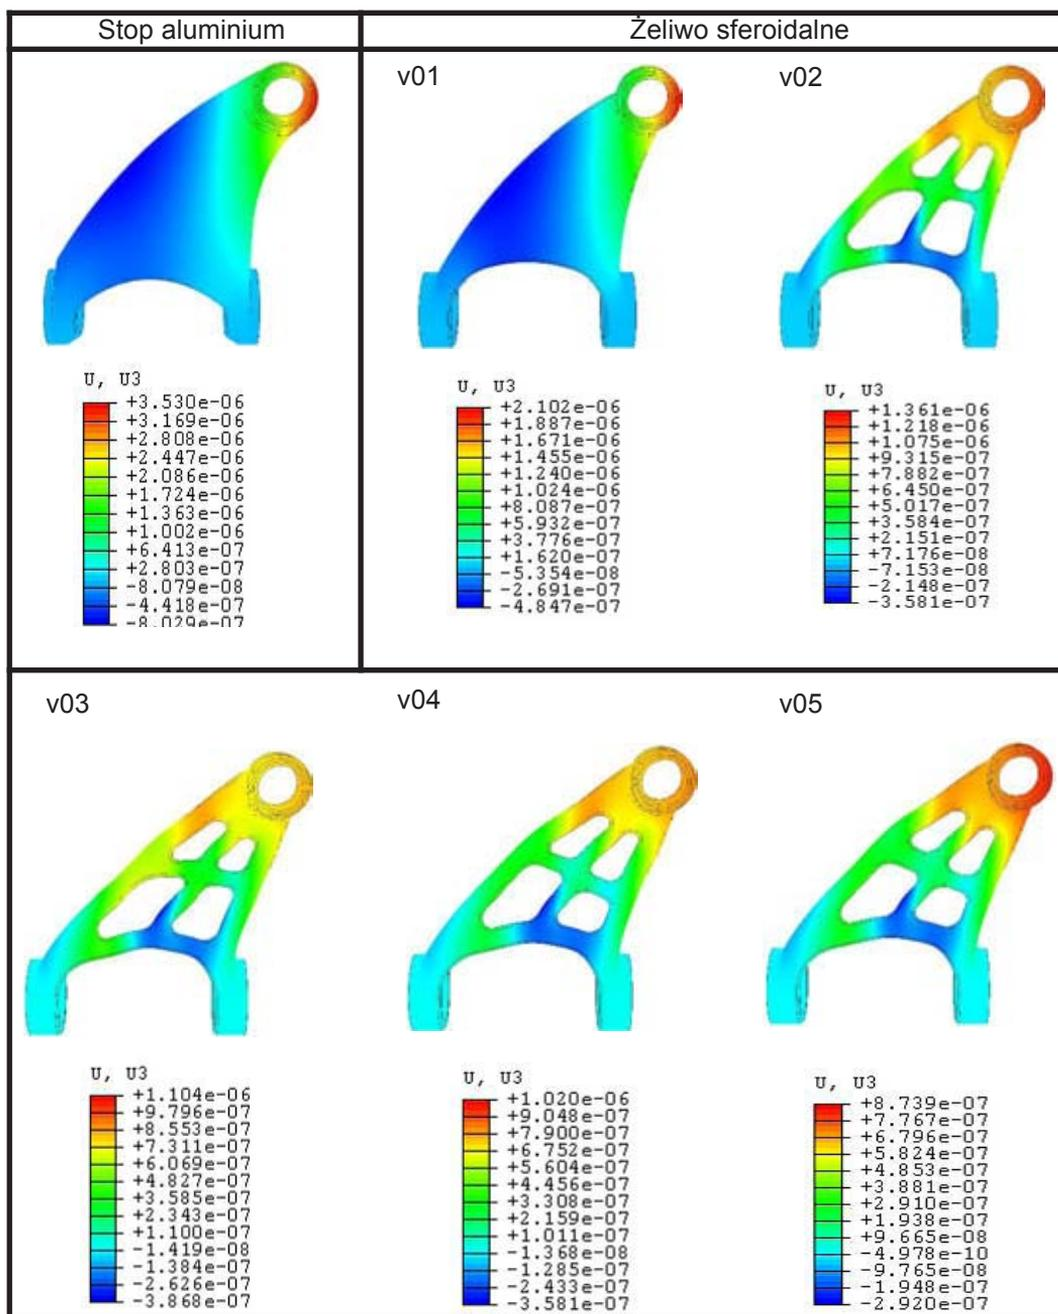 Stop aluminium
Żeliwo sferoidalne
v01
v02
U, U3
+3.530e-06
+3.169e-06
+2.808e-06
+2.447e-06
+2.086e-06
+1.724e-06
+1.363e-06
+1.002e-06
+6.413e-07
+2.803e-07
-8.079e-08
-4.418e-07
-8.029e-07
U, U3
+2.102e-06
+1.887e-06
+1.671e-06
+1.455e-06
+1.240e-06
+1.024e-06
+8.087e-07
+5.932e-07
+3.776e-07
+1.620e-07
-5.354e-08
-2.691e-07
-4.847e-07
U, U3
+1.361e-06
+1.218e-06
+1.075e-06
+9.315e-07
+7.882e-07
+6.450e-07
+5.017e-07
+3.584e-07
+2.151e-07
+7.176e-08
-7.153e-08
-2.148e-07
-3.581e-07
v03
v04
v05
U, U3
+1.104e-06
+9.796e-07
+8.553e-07
+7.311e-07
+6.069e-07
+4.827e-07
+3.585e-07
+2.343e-07
+1.100e-07
-1.419e-08
-1.384e-07
-2.626e-07
-3.868e-07
U, U3
+1.020e-06
+9.048e-07
+7.900e-07
+6.752e-07
+5.604e-07
+4.456e-07
+3.308e-07
+2.159e-07
+1.011e-07
-1.368e-08
-1.285e-07
-2.433e-07
-3.581e-07
U, U3
+8.739e-07
+7.767e-07
+6.796e-07
+5.824e-07
+4.853e-07
+3.881e-07
+2.910e-07
+1.938e-07
+9.665e-08
-4.978e-10
-9.765e-08
-1.948e-07
-2.920e-07